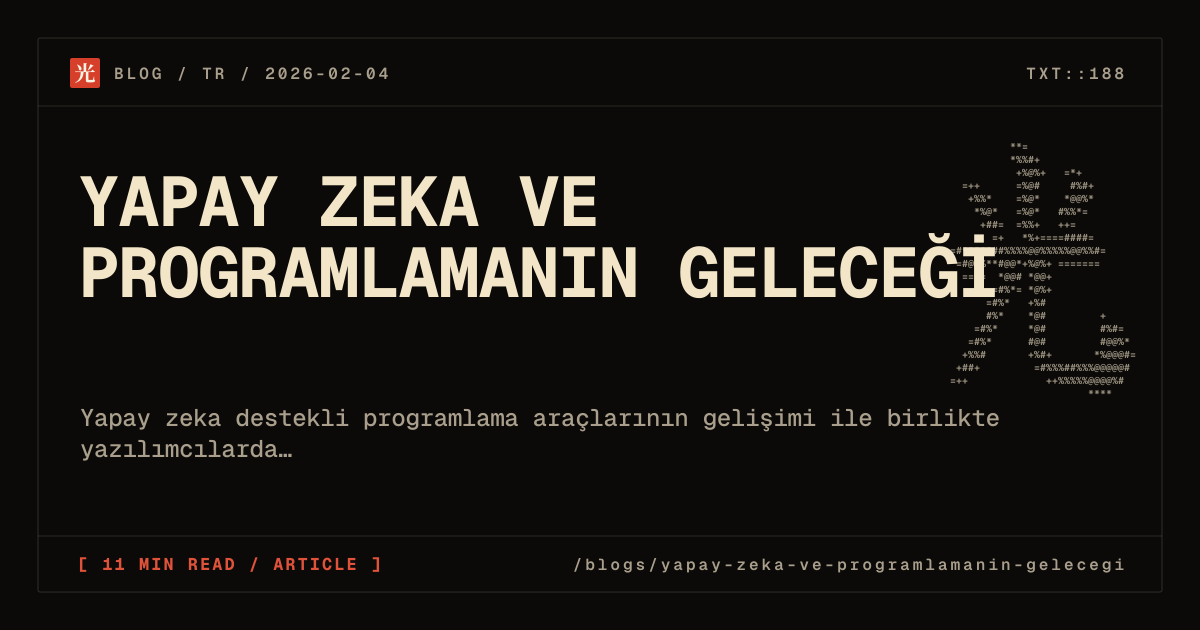 光 BLOG / TR / 2026-02-04
TXT::188
YAPAY ZEKA VE
PROGRAMLAMANIN GELECEĞİ
Yapay zeka destekli programlama araçlarının gelişimi ile birlikte
yazılımcılarda…
[ 11 MIN READ / ARTICLE ]
/blogs/yapay-zeka-ve-programlamanin-gelecegi